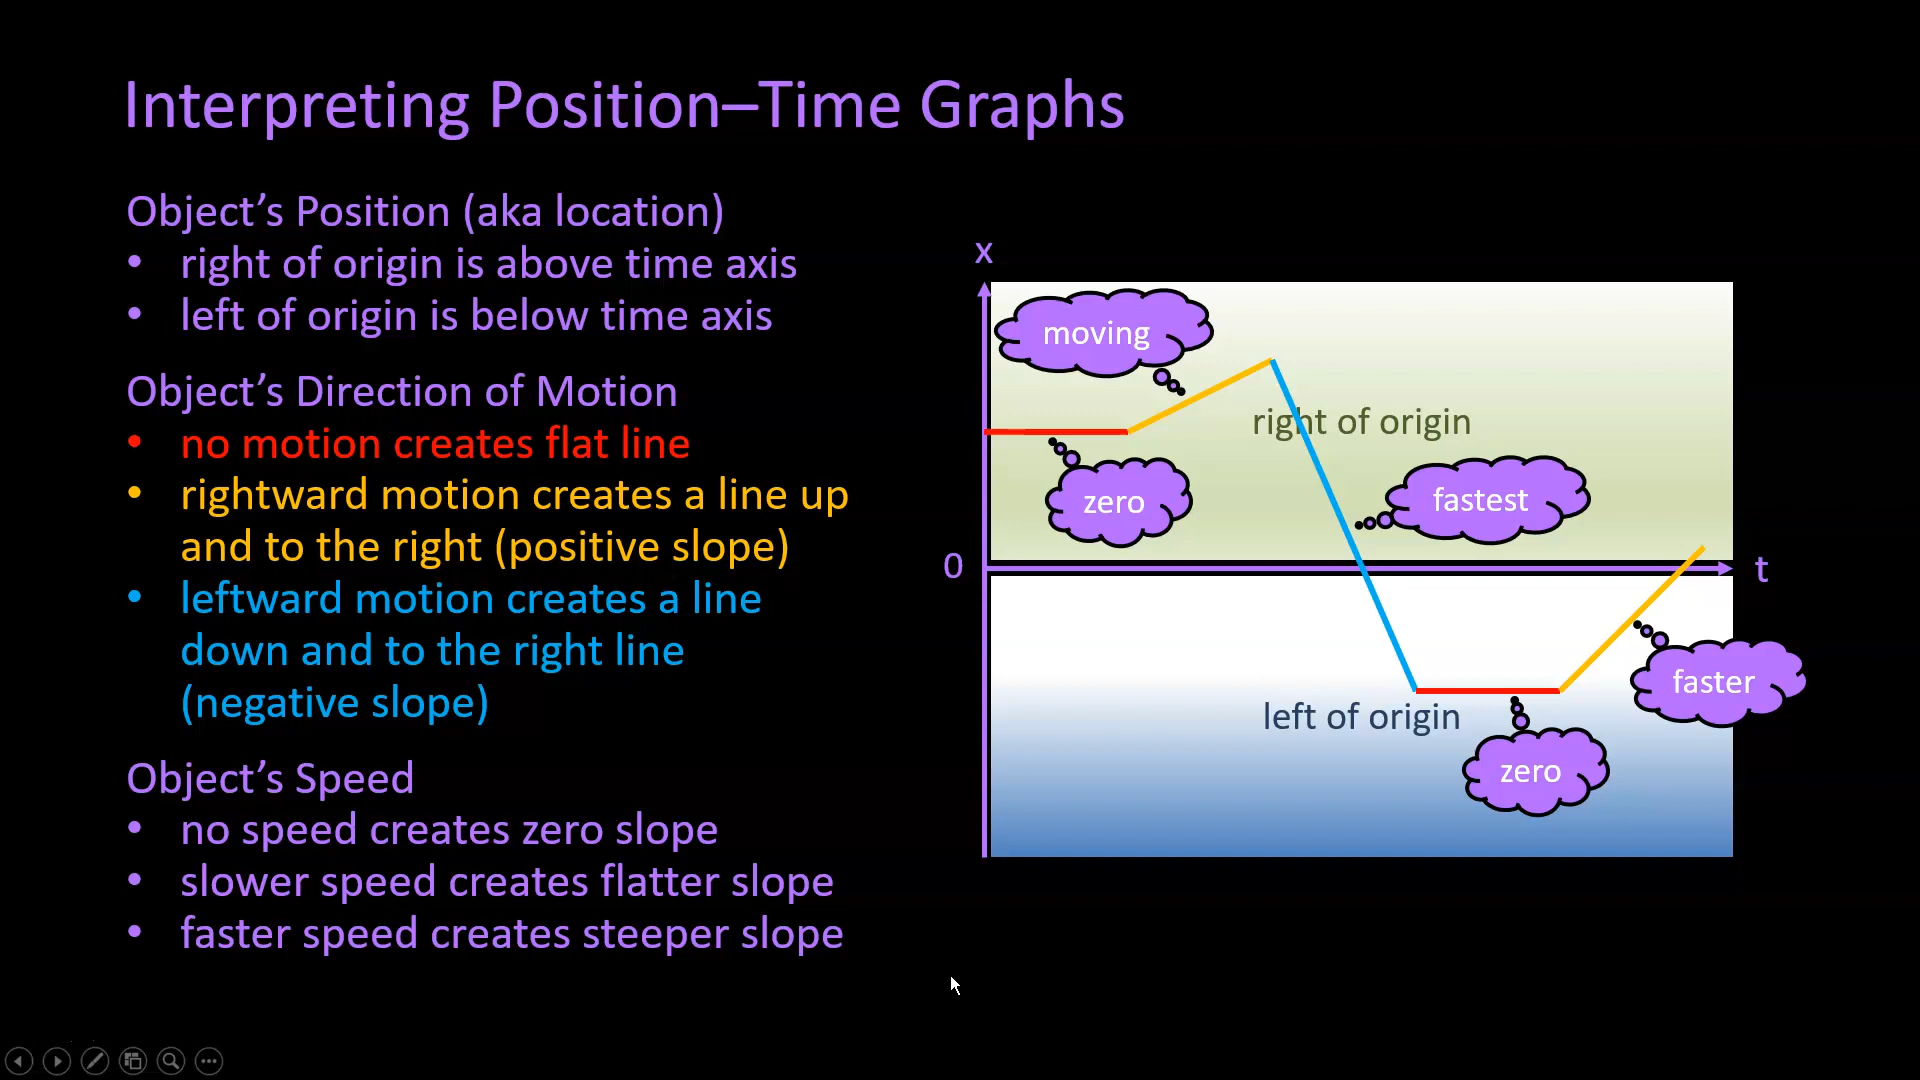 Interpreting Position–Time Graphs
Object’s Position (aka location)
• right of origin is above time axis
• left of origin is below time axis
Object’s Direction of Motion
• no motion creates flat line
• rightward motion creates a line up
and to the right (positive slope)
• leftward motion creates a line
down and to the right line
(negative slope)
Object’s Speed
• no speed creates zero slope
• slower speed creates flatter slope
• faster speed creates steeper slope
x
moving
right of origin
zero
fastest
0
t
faster
left of origin
zero